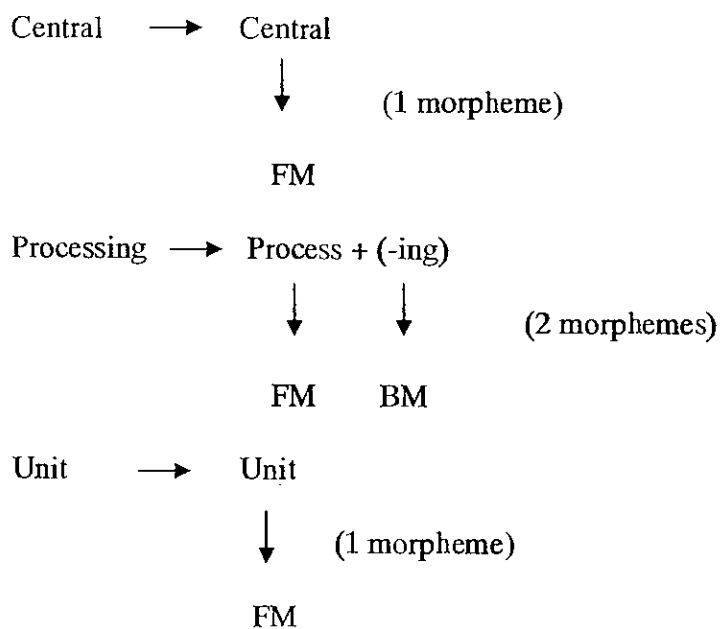 Central → Central
↓
(1 morpheme)
FM
Processing → Process + (-ing)
↓ ↓
(2 morphemes)
FM BM
Unit → Unit
↓
(1 morpheme)
FM